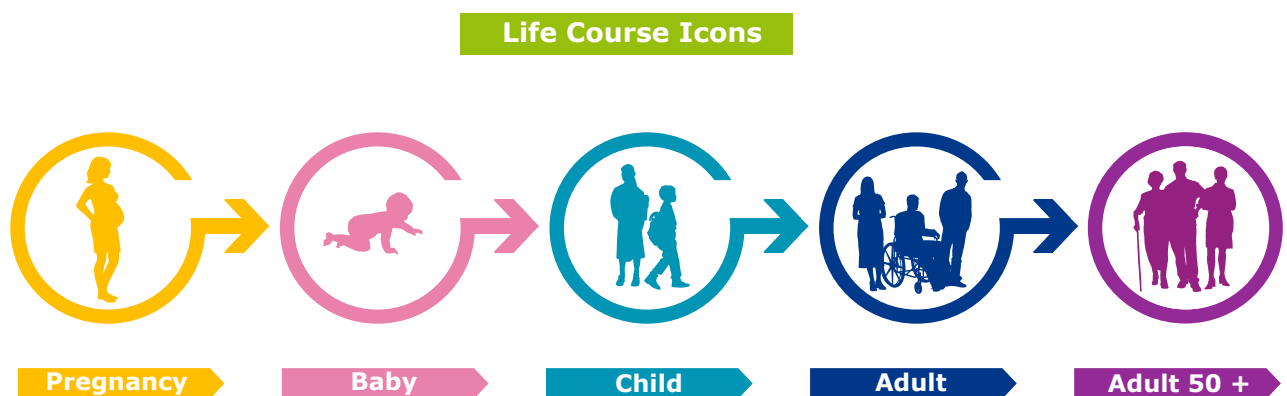 Life Course Icons
Pregnancy
Baby
Child
Adult
Adult 50 +